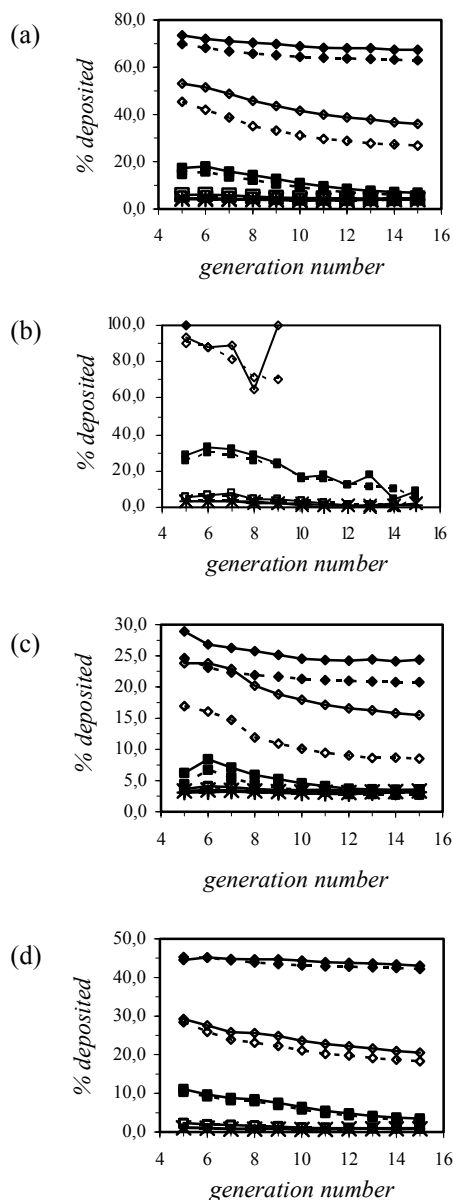 (a)
% deposited
80,0
60,0
40,0
20,0
0,0
4 6 8 10 12 14 16
generation number
(b)
% deposited
100,0
80,0
60,0
40,0
20,0
0,0
4 6 8 10 12 14 16
generation number
(c)
% deposited
30,0
25,0
20,0
15,0
10,0
5,0
0,0
4 6 8 10 12 14 16
generation number
(d)
% deposited
50,0
40,0
30,0
20,0
10,0
0,0
4 6 8 10 12 14 16
generation number